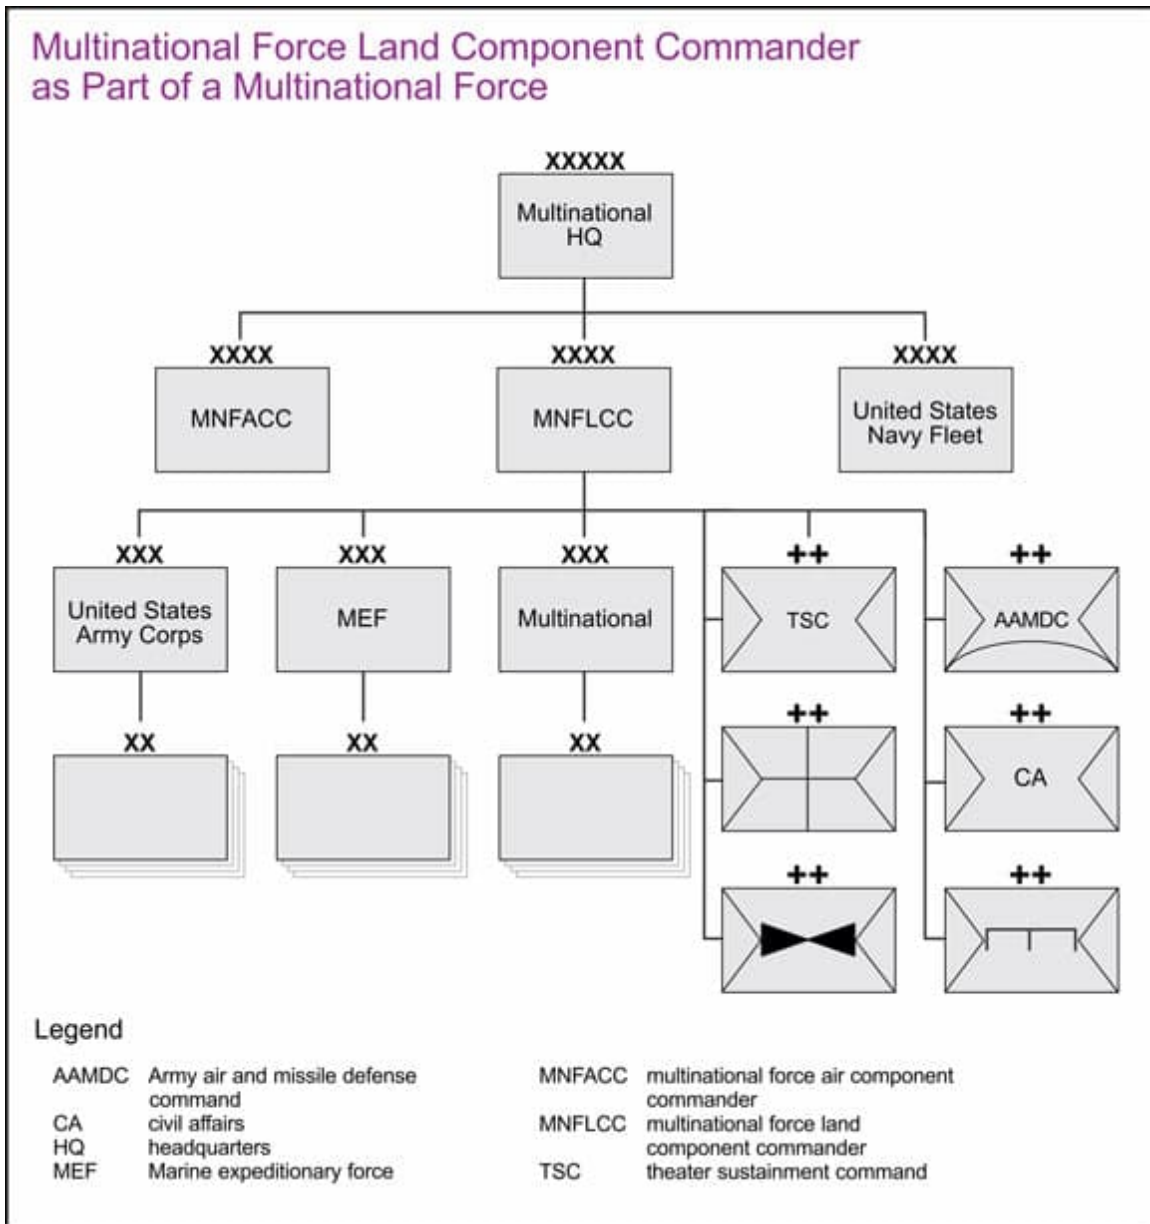 Multinational Force Land Component Commander
as Part of a Multinational Force
XXXXX
Multinational
HQ
XXXX
MNFACC
XXXX
MNFLCC
XXXX
United States
Navy Fleet
XXX
United States
Army Corps
XXX
MEF
XXX
Multinational
++
TSC
++
AAMDC
XX
XX
XX
++
++
CA
++
++
Legend
AAMDC Army air and missile defense
command
CA civil affairs
HQ headquarters
MEF Marine expeditionary force
MNFACC multinational force air component
commander
MNFLCC multinational force land
component commander
TSC theater sustainment command